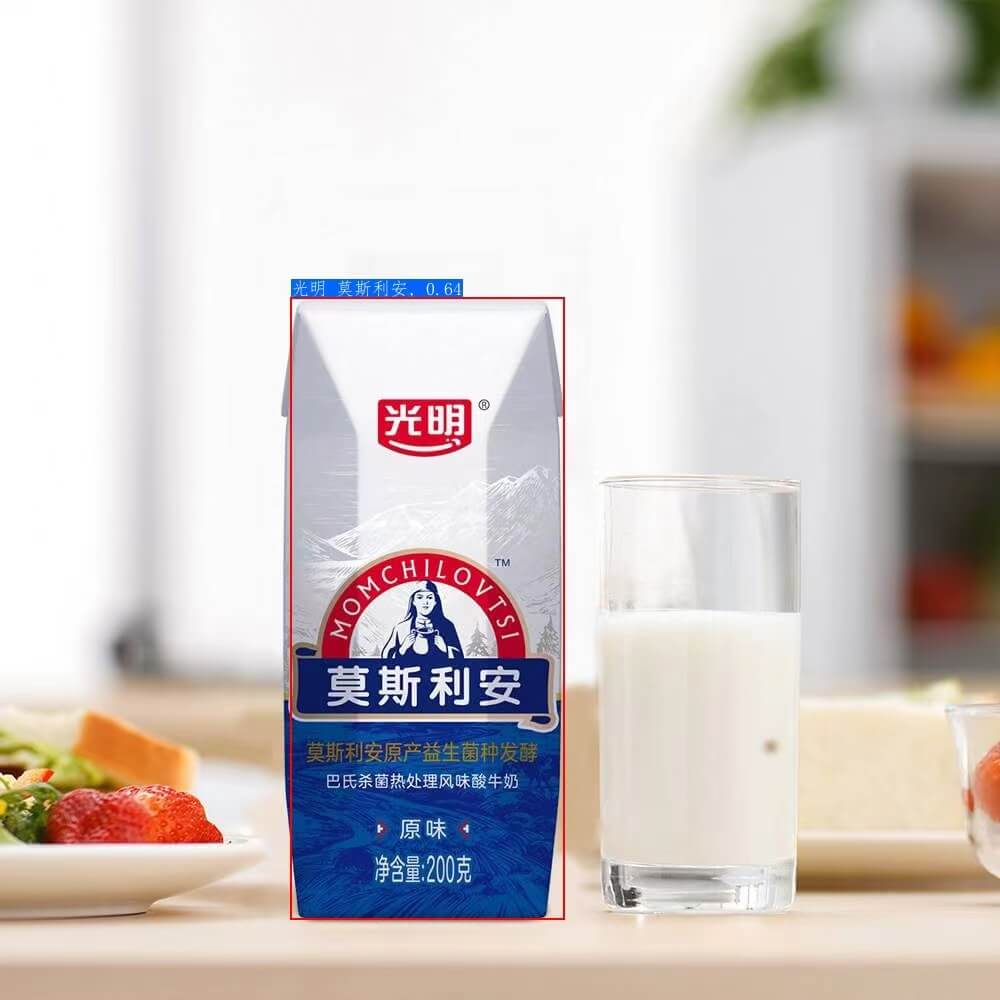 光明 莫斯利安, 0.64
光明®
MOMCHILOVTSI
TM
莫斯利安
莫斯利安原产益生菌种发酵
巴氏杀菌热处理风味酸牛奶
原味
净含量:200克